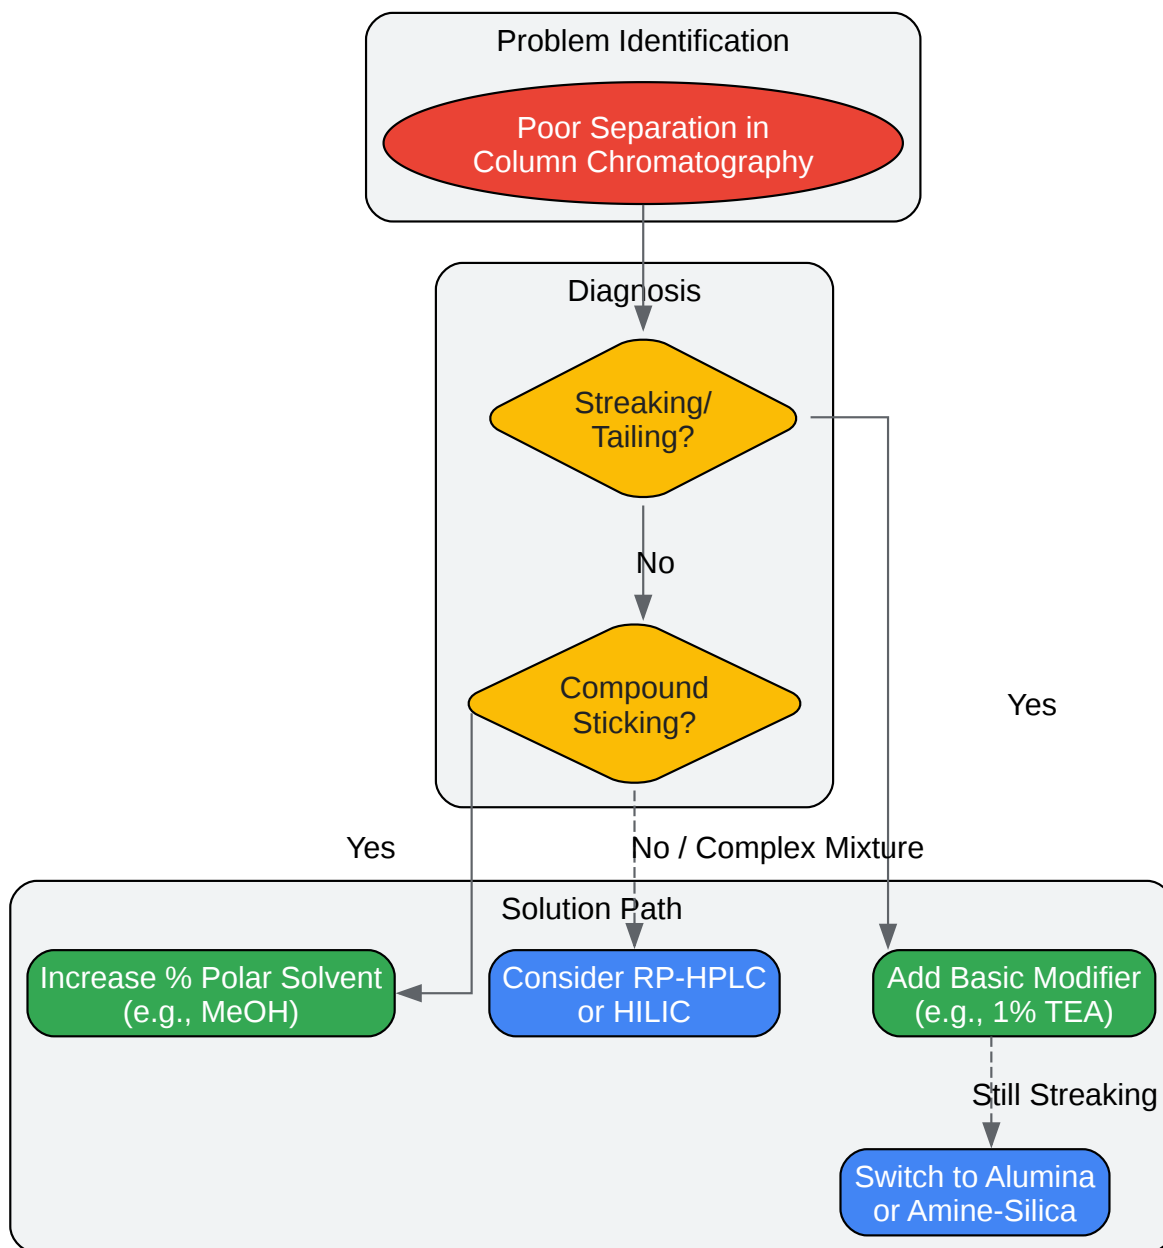 Problem Identification
Poor Separation in
Column Chromatography
Diagnosis
Streaking/
Tailing?
No
Compound
Sticking?
Yes
Yes
No / Complex Mixture
Solution Path
Increase % Polar Solvent
(e.g., MeOH)
Consider RP-HPLC
or HILIC
Add Basic Modifier
(e.g., 1% TEA)
Still Streaking
Switch to Alumina
or Amine-Silica